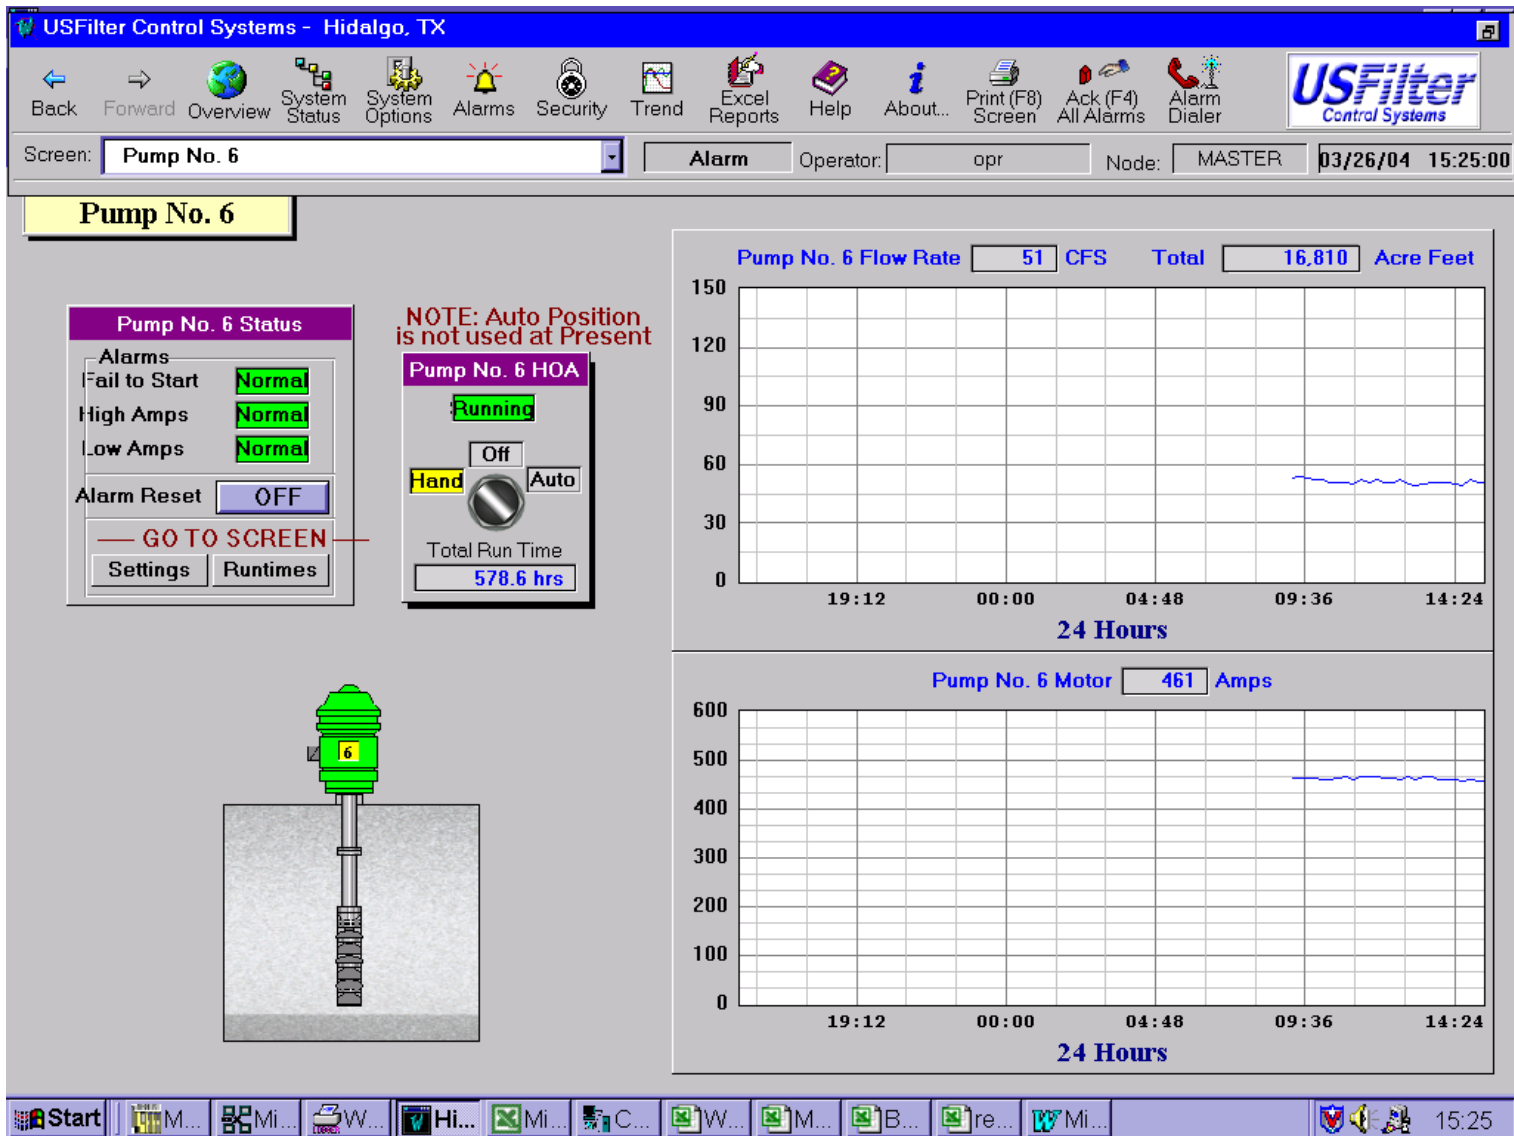 USFilter Control Systems - Hidalgo, TX
Back
Forward
Overview
System Status
System Options
Alarms
Security
Trend
Excel Reports
Help
About...
Print (F8) Screen
Ack (F4) All Alarms
Alarm Dialer
USFilter
Control Systems
Screen: Pump No. 6
Alarm
Operator: opr
Node: MASTER
03/26/04 15:25:00
Pump No. 6
Pump No. 6 Status
Alarms
Fail to Start Normal
High Amps Normal
Low Amps Normal
Alarm Reset OFF
GO TO SCREEN
Settings Runtimes
NOTE: Auto Position
is not used at Present
Pump No. 6 HOA
Running
Off
Hand Auto
Total Run Time
578.6 hrs
6
Pump No. 6 Flow Rate 51 CFS Total 16,810 Acre Feet
150
120
90
60
30
0
19:12 00:00 04:48 09:36 14:24
24 Hours
Pump No. 6 Motor 461 Amps
600
500
400
300
200
100
0
19:12 00:00 04:48 09:36 14:24
24 Hours
Start M... Mi... W... Hi... Mi... C... W... M... B... re... Mi... 15:25